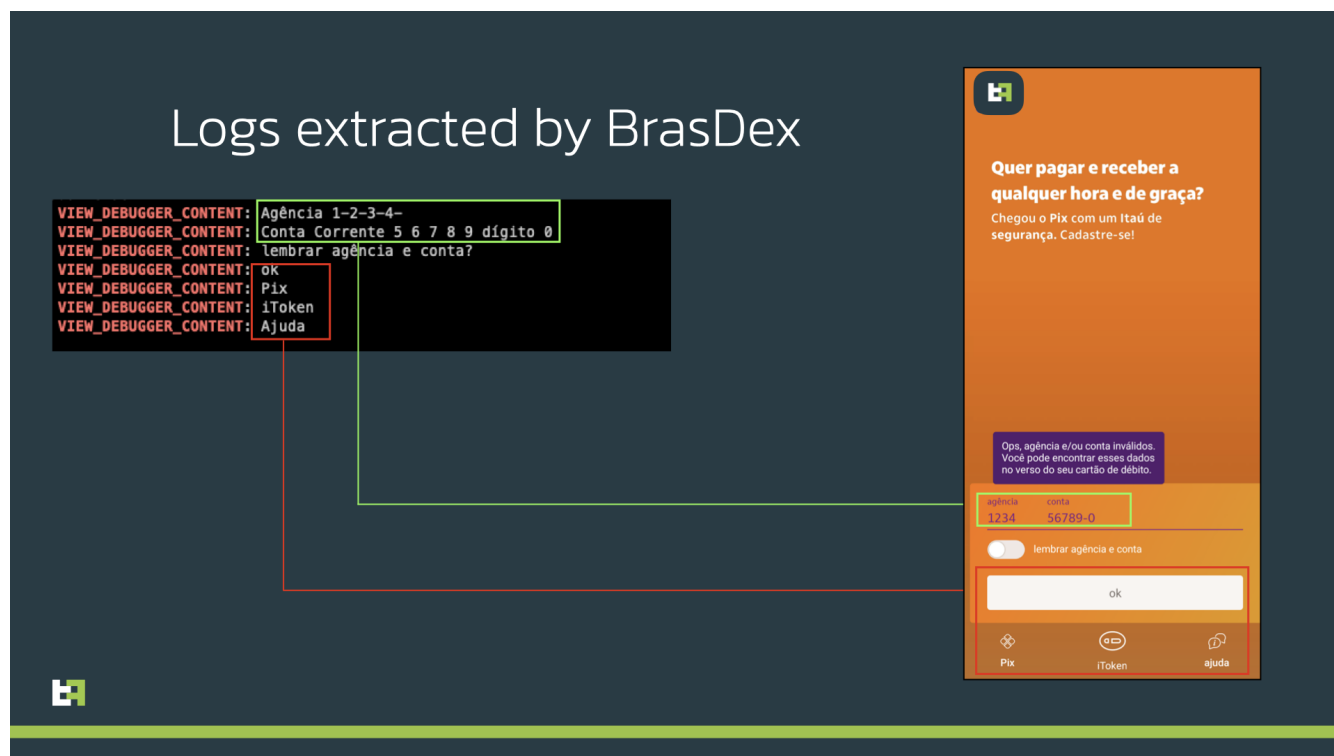 Logs extracted by BrasDex
VIEW_DEBUGGER_CONTENT: Agência 1-2-3-4-
VIEW_DEBUGGER_CONTENT: Conta Corrente 5 6 7 8 9 dígito 0
VIEW_DEBUGGER_CONTENT: lembrar agência e conta?
VIEW_DEBUGGER_CONTENT: ok
VIEW_DEBUGGER_CONTENT: Pix
VIEW_DEBUGGER_CONTENT: iToken
VIEW_DEBUGGER_CONTENT: Ajuda
Quer pagar e receber a
qualquer hora e de graça?
Chegou o Pix com um Itaú de
segurança. Cadastre-se!
Ops, agência e/ou conta inválidos.
Você pode encontrar esses dados
no verso do seu cartão de débito.
agência conta
1234 56789-0
lembrar agência e conta
ok
Pix iToken ajuda